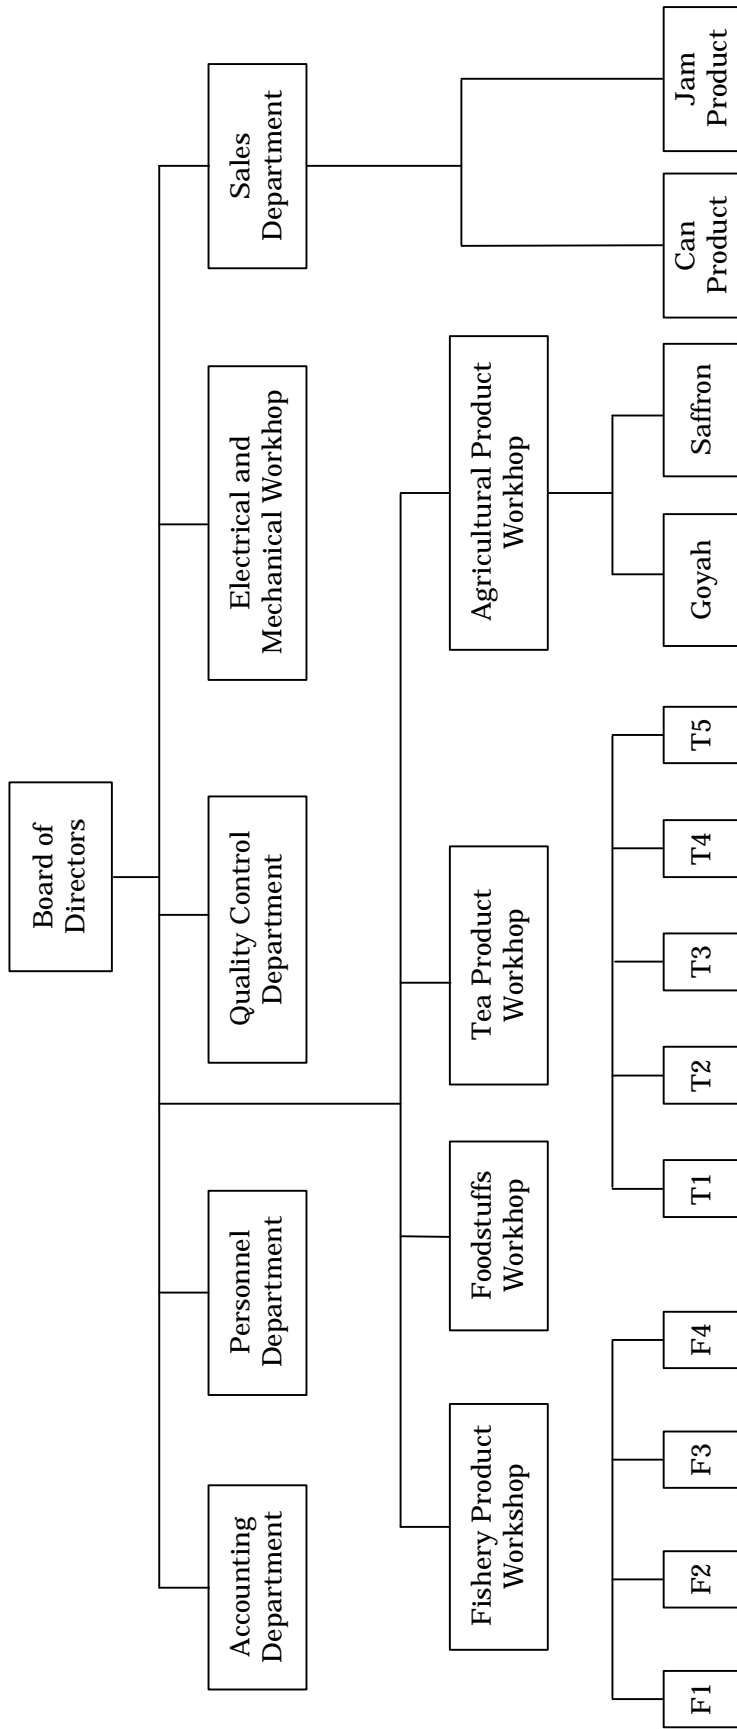 Board of
Directors
Accounting
Department
Personnel
Department
Quality Control
Department
Electrical and
Mechanical Workhop
Sales
Department
Fishery Product
Workshop
Foodstuffs
Workhop
Tea Product
Workhop
Agricultural Product
Workhop
F1
F2
F3
F4
T1
T2
T3
T4
T5
Goyah
Saffron
Can
Product
Jam
Product